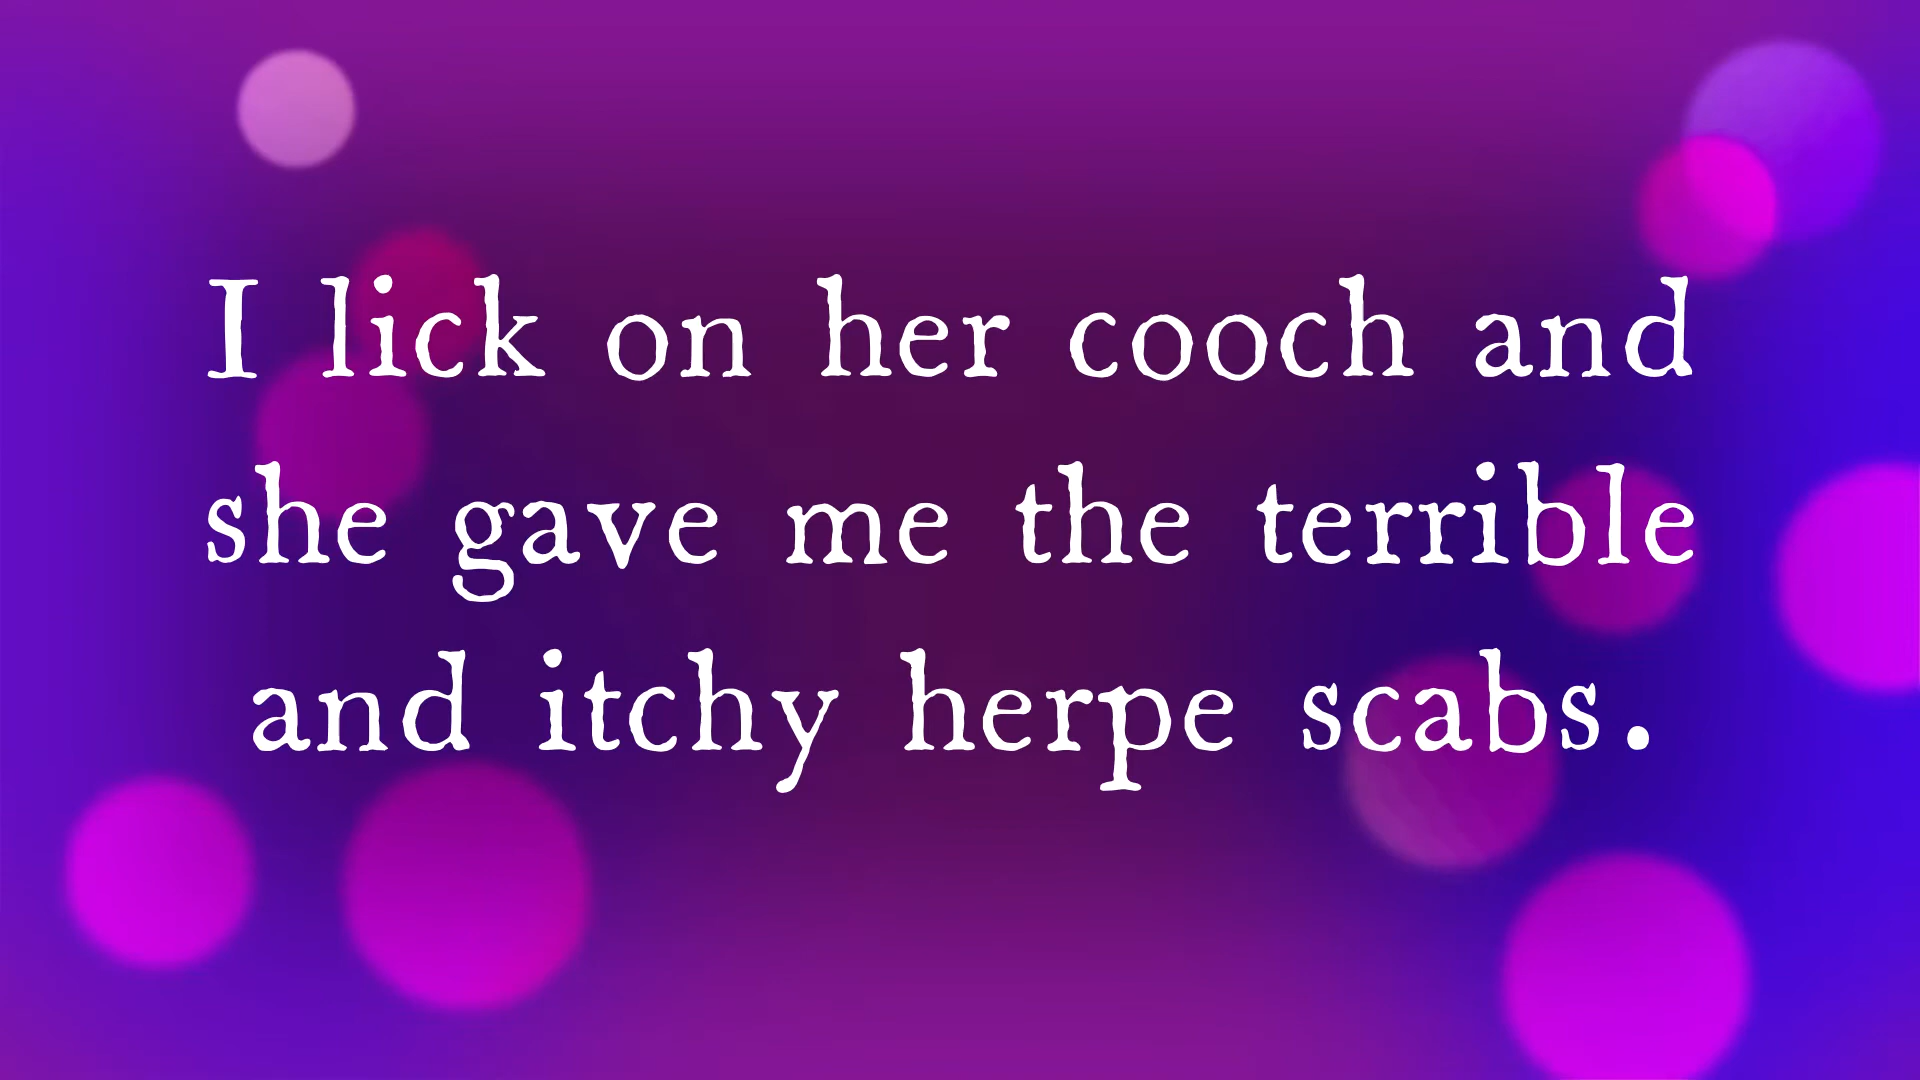 I lick on her cooch and
she gave me the terrible
and itchy herpe scabs.